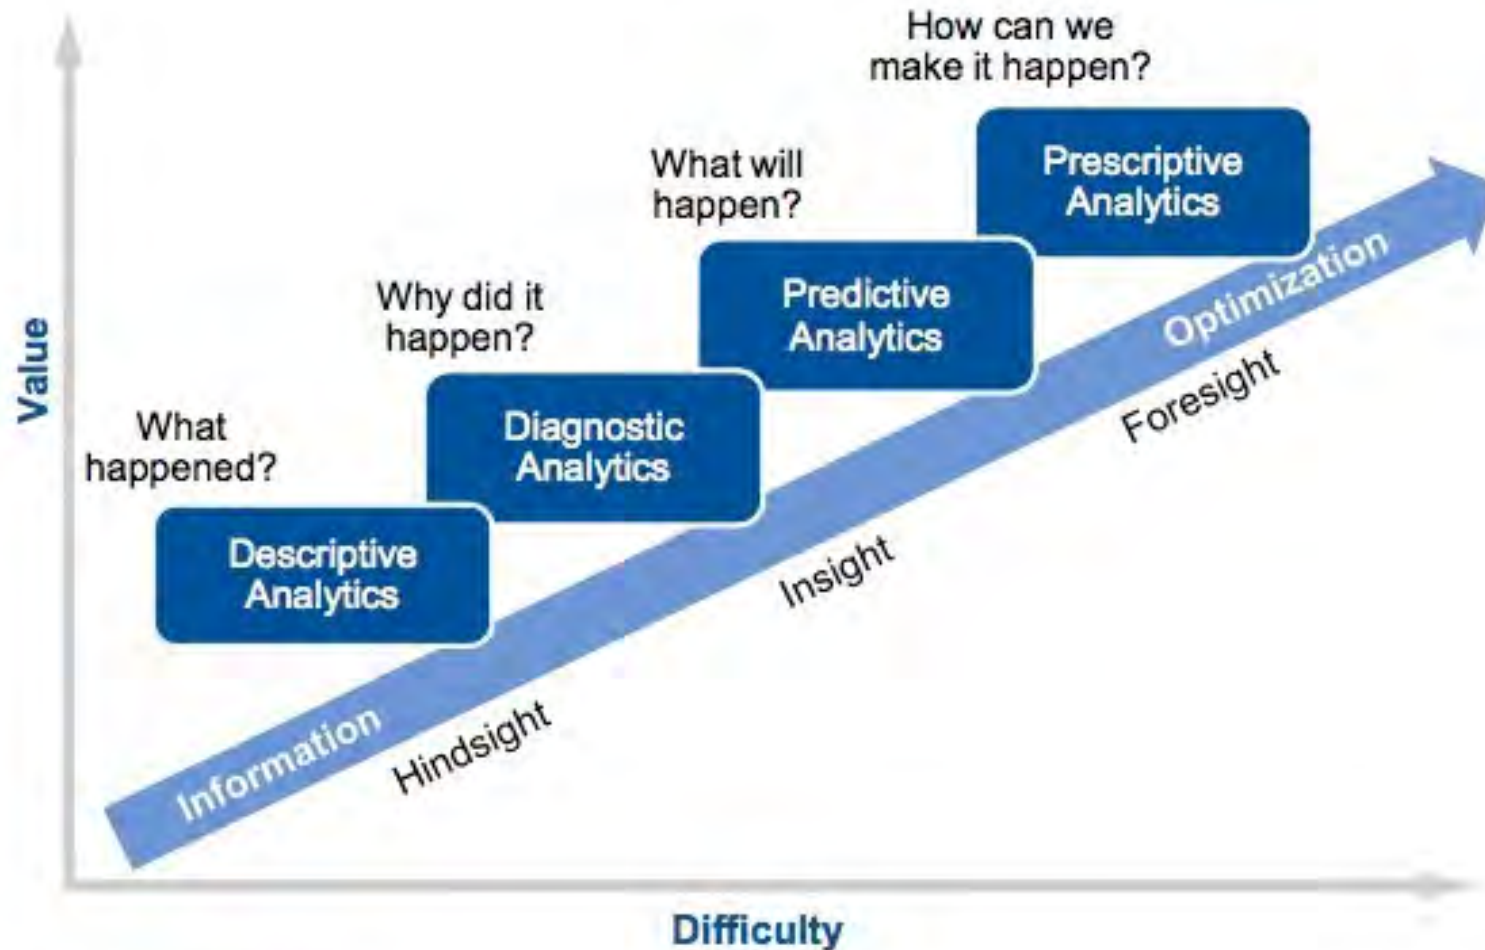 How can we
make it happen?
Prescriptive
Analytics
What will
happen?
Predictive
Analytics
Why did it
happen?
Diagnostic
Analytics
What
happened?
Descriptive
Analytics
Value
Information
Optimization
Hindsight
Insight
Foresight
Difficulty